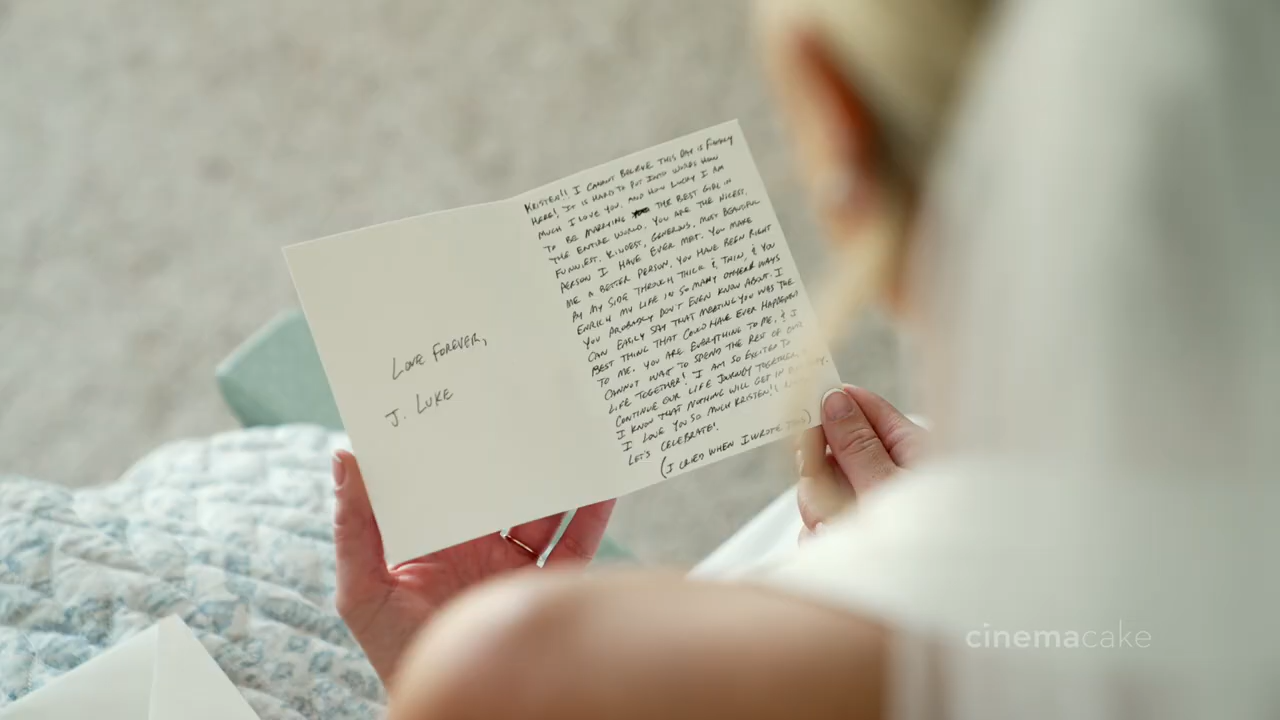 Love Forever,
J. Luke
Kristen!! I cannot believe this day is finally
here! It is hard to put into words how
much I love you, and how lucky I am
to be marrying the best girl in
the entire world. You are the nicest,
funniest, kindest, generous, most beautiful
person I have ever met. You make
me a better person. You have been right
by my side through thick & thin, & you
enrich my life in so many other ways
you probably don't even know about. I
can easily say that meeting you was the
best thing that could have ever happened
to me. You are everything to me, & I
cannot wait to spend the rest of our
life together! I am so excited to
continue our life journey together,
I know that nothing will get in
I love you so much Kristen!!
Let's celebrate!
(I cried when I wrote this)
cinemacake